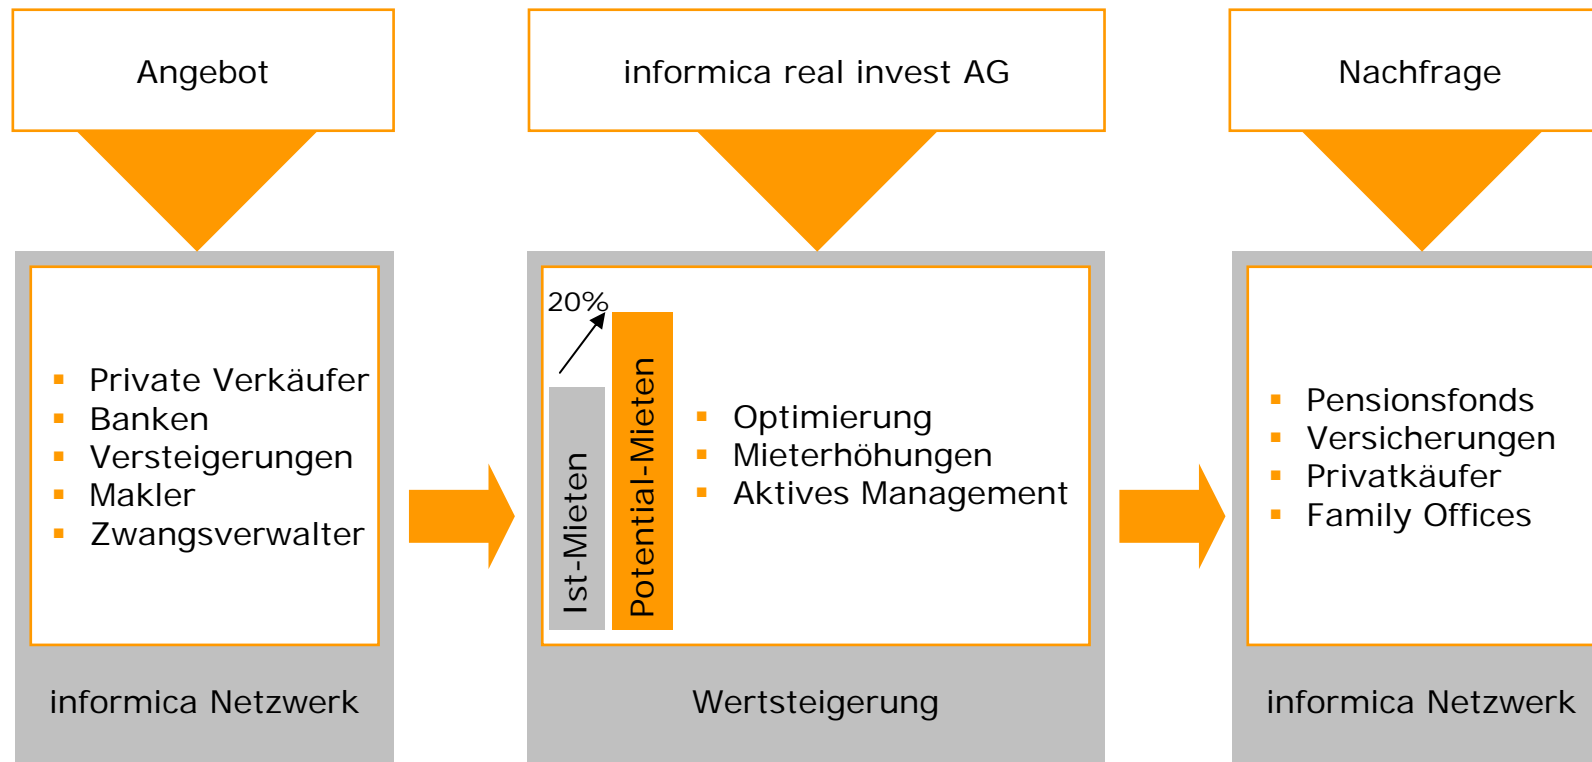 Angebot
informica real invest AG
Nachfrage
Private Verkäufer
Banken
Versteigerungen
Makler
Zwangsverwalter
informica Netzwerk
20%
Ist-Mieten
Potential-Mieten
Optimierung
Mieterhöhungen
Aktives Management
Wertsteigerung
Pensionsfonds
Versicherungen
Privatkäufer
Family Offices
informica Netzwerk